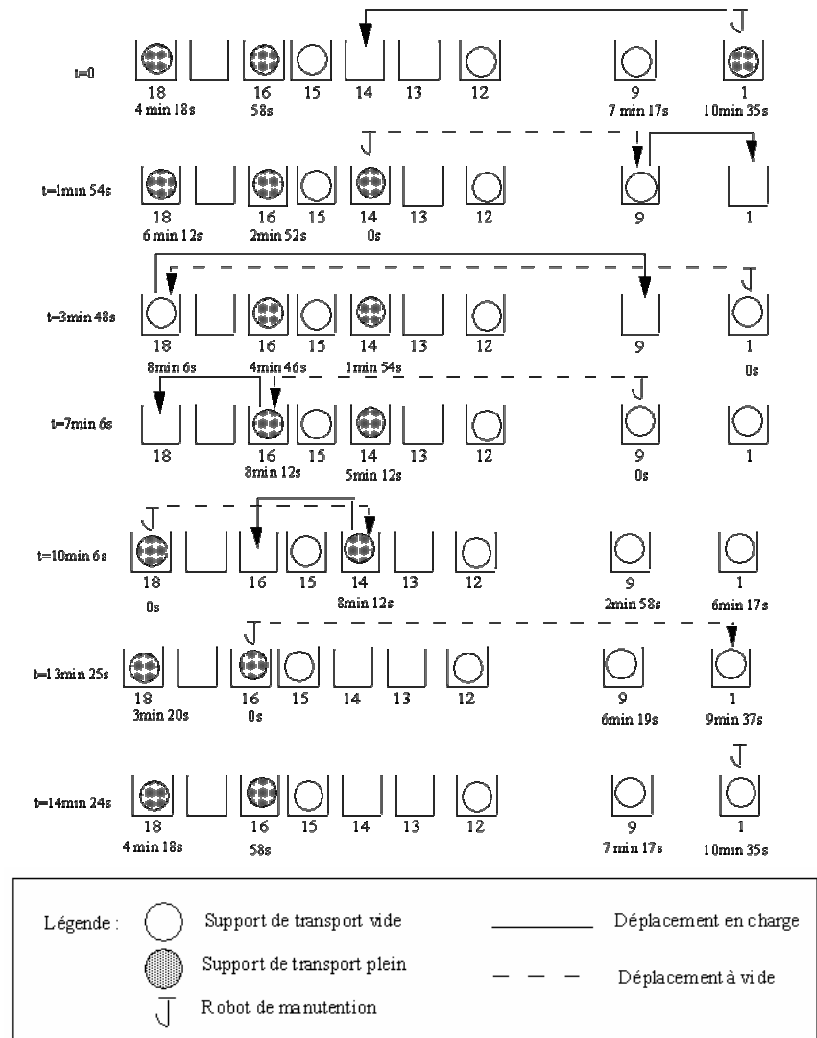 t=0
18 16 15 14 13 12 9 1
4 min 18s 58s 7 min 17s 10min 35s
t=1min 54s
18 16 15 14 13 12 9 1
6 min 12s 2min 52s 0s
t=3min 48s
18 16 15 14 13 12 9 1
8min 6s 4min 46s 1min 54s 0s
t=7min 6s
18 16 15 14 13 12 9 1
8min 12s 5min 12s 0s
t=10min 6s
18 16 15 14 13 12 9 1
0s 8min 12s 2min 58s 6min 17s
t=13min 25s
18 16 15 14 13 12 9 1
3min 20s 0s 6min 19s 9min 37s
t=14min 24s
18 16 15 14 13 12 9 1
4 min 18s 58s 7 min 17s 10min 35s
Légende : Support de transport vide Déplacement en charge
Support de transport plein Déplacement à vide
Robot de manutention